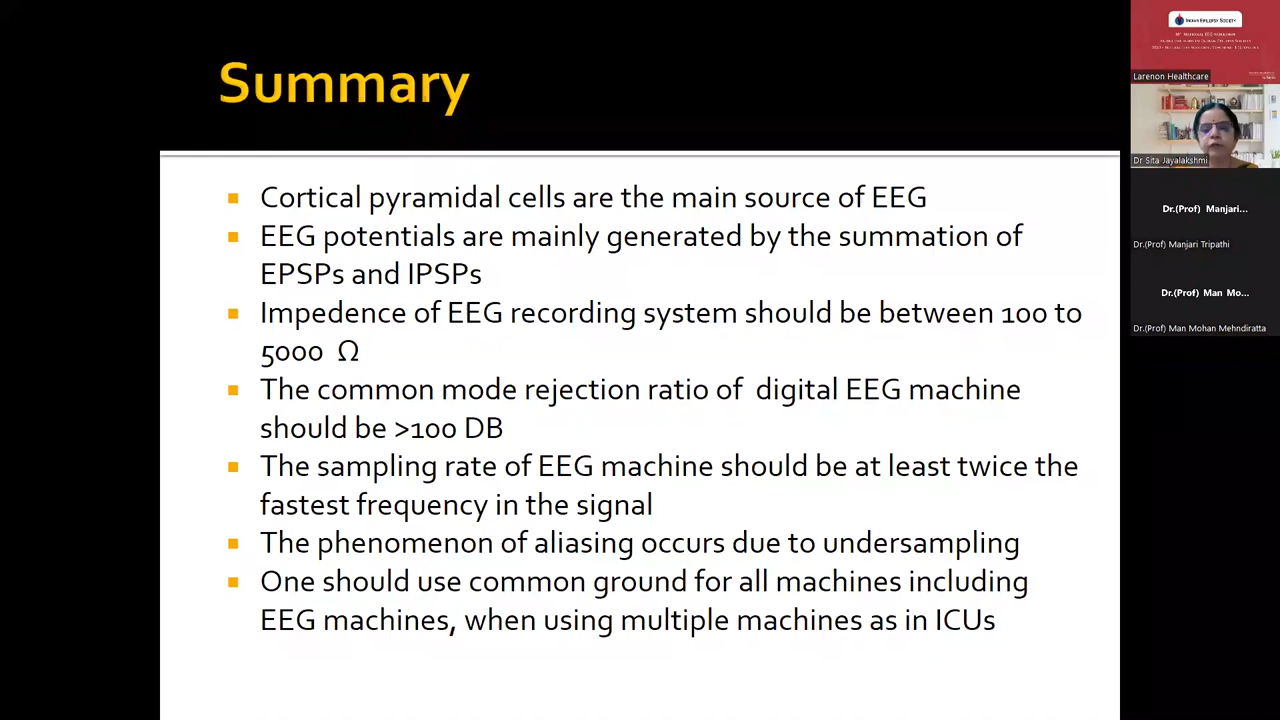 Summary
Cortical pyramidal cells are the main source of EEG
EEG potentials are mainly generated by the summation of
EPSPs and IPSPs
Impedence of EEG recording system should be between 100 to
5000 Ω
The common mode rejection ratio of digital EEG machine
should be >100 DB
The sampling rate of EEG machine should be at least twice the
fastest frequency in the signal
The phenomenon of aliasing occurs due to undersampling
One should use common ground for all machines including
EEG machines, when using multiple machines as in ICUs
INDIAN EPILEPSY SOCIETY
Larenon Healthcare
Dr Sita Jayalakshmi
Dr.(Prof) Manjari...
Dr.(Prof) Manjari Tripathi
Dr.(Prof) Man Mo...
Dr.(Prof) Man Mohan Mehndiratta